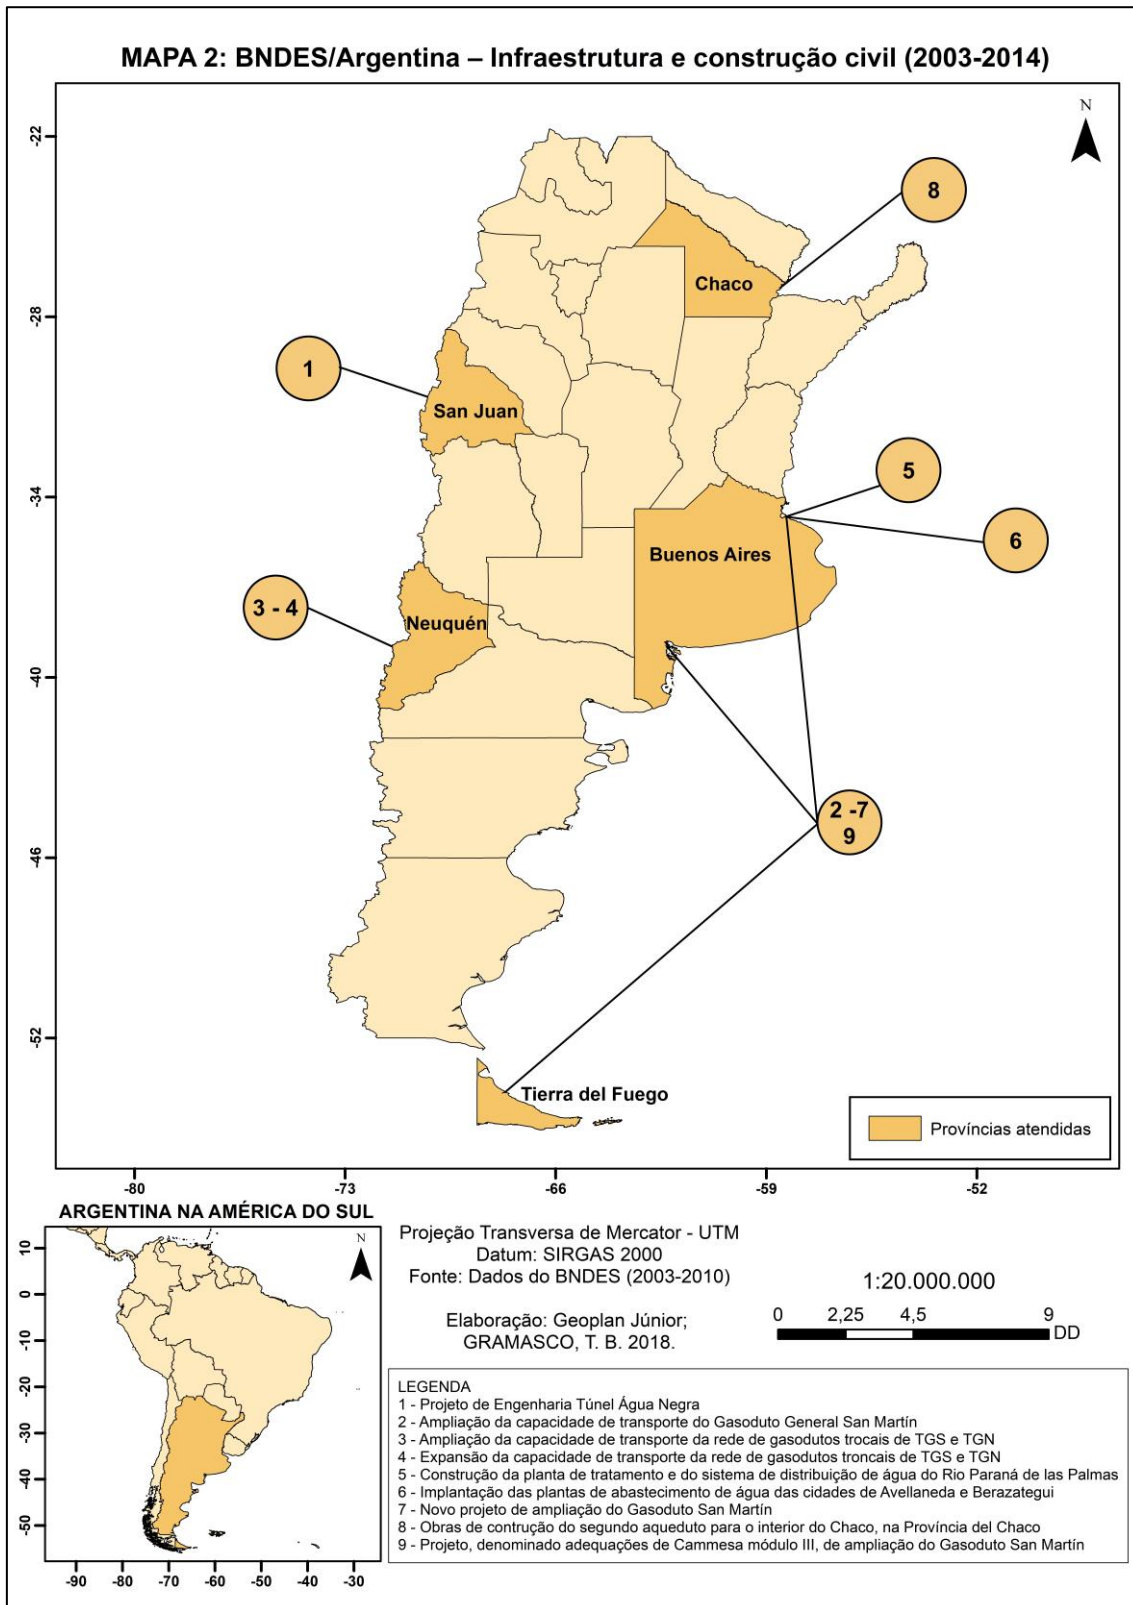 MAPA 2: BNDES/Argentina – Infraestrutura e construção civil (2003-2014)
N
-22
-28
-34
-40
-46
-52
8
Chaco
1
San Juan
5
6
Buenos Aires
3 - 4
Neuquén
2 -7
9
Tierra del Fuego
Províncias atendidas
-80
-73
-66
-59
-52
ARGENTINA NA AMÉRICA DO SUL
N
10
0
-10
-20
-30
-40
-50
-90
-80
-70
-60
-50
-40
-30
Projeção Transversa de Mercator - UTM
Datum: SIRGAS 2000
Fonte: Dados do BNDES (2003-2010)
Elaboração: Geoplan Júnior;
GRAMASCO, T. B. 2018.
1:20.000.000
0 2,25 4,5 9
DD
LEGENDA
1 - Projeto de Engenharia Túnel Água Negra
2 - Ampliação da capacidade de transporte do Gasoduto General San Martín
3 - Ampliação da capacidade de transporte da rede de gasodutos trocais de TGS e TGN
4 - Expansão da capacidade de transporte da rede de gasodutos troncais de TGS e TGN
5 - Construção da planta de tratamento e do sistema de distribuição de água do Rio Paraná de las Palmas
6 - Implantação das plantas de abastecimento de água das cidades de Avellaneda e Berazategui
7 - Novo projeto de ampliação do Gasoduto San Martín
8 - Obras de contrução do segundo aqueduto para o interior do Chaco, na Província del Chaco
9 - Projeto, denominado adequações de Cammesa módulo III, de ampliação do Gasoduto San Martín